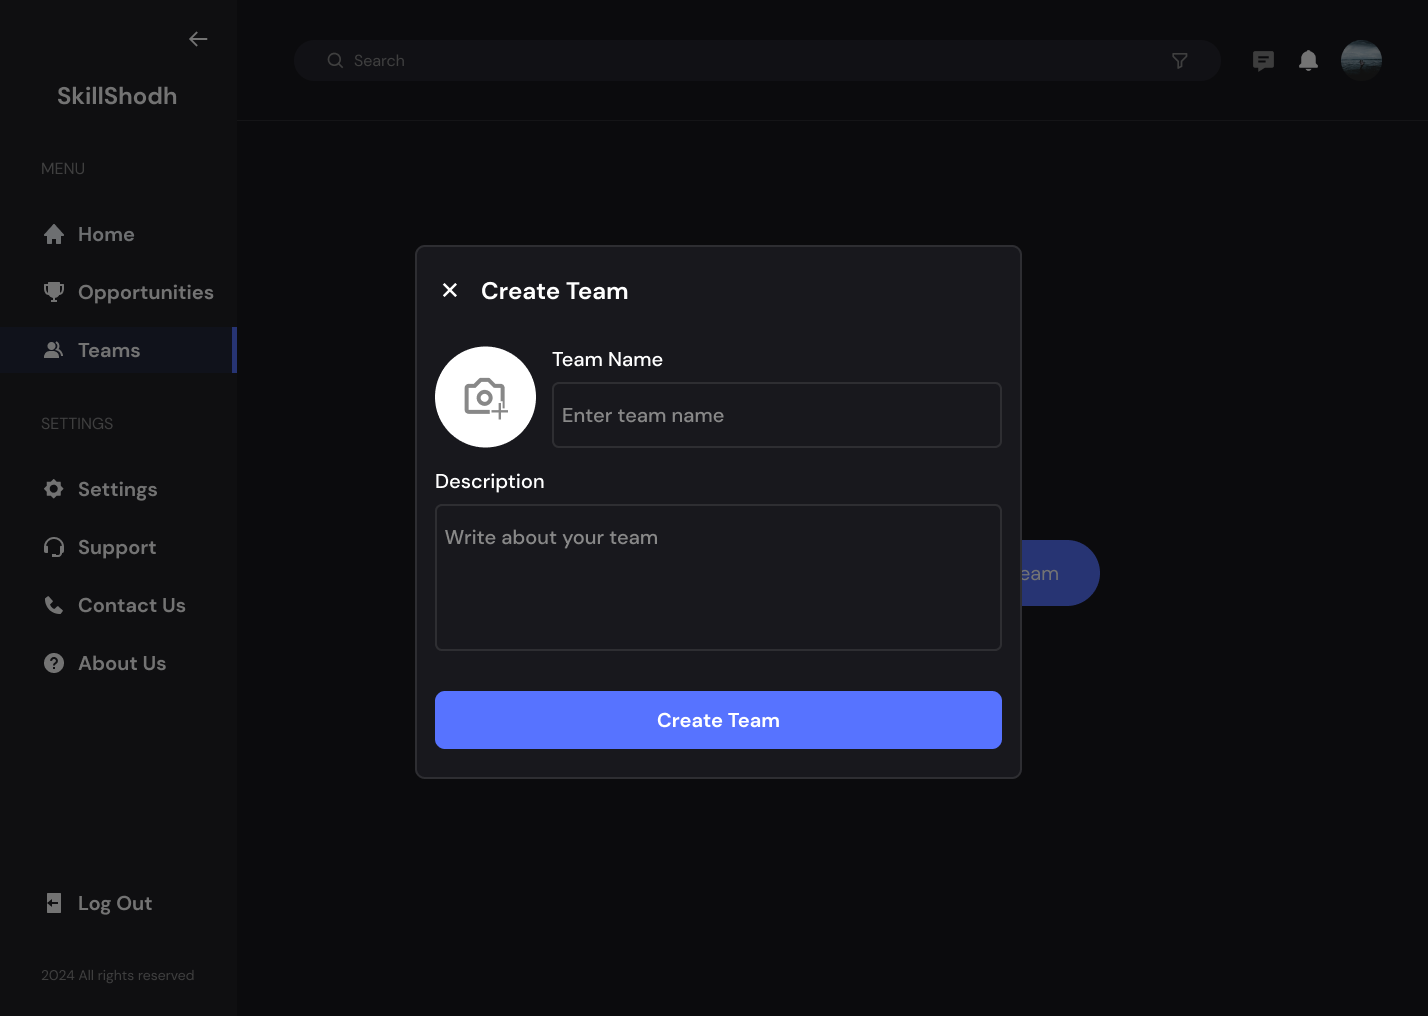 SkillShodh
MENU
Home
Opportunities
Teams
SETTINGS
Settings
Support
Contact Us
About Us
Log Out
2024 All rights reserved
Search
Create Team
Team Name
Enter team name
Description
Write about your team
eam
Create Team